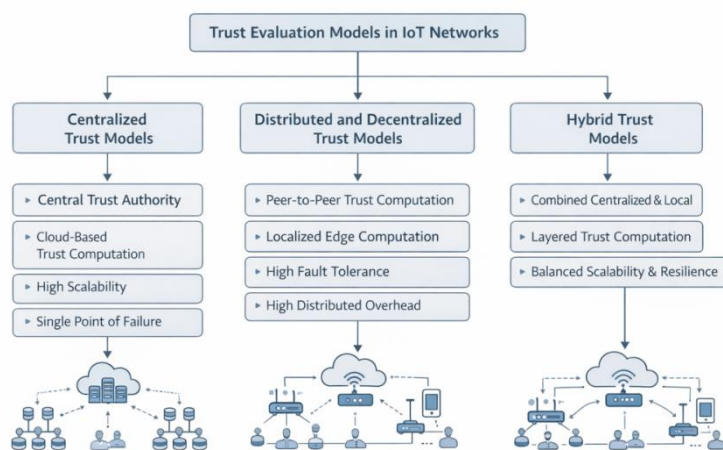 Trust Evaluation Models in IoT Networks
Centralized
Trust Models
▸ Central Trust Authority
▸ Cloud-Based
Trust Computation
▸ High Scalability
▸ Single Point of Failure
Distributed and Decentralized
Trust Models
▸ Peer-to-Peer Trust Computation
▸ Localized Edge Computation
▸ High Fault Tolerance
▸ High Distributed Overhead
Hybrid Trust
Models
▸ Combined Centralized & Local
▸ Layered Trust Computation
▸ Balanced Scalability & Resilience